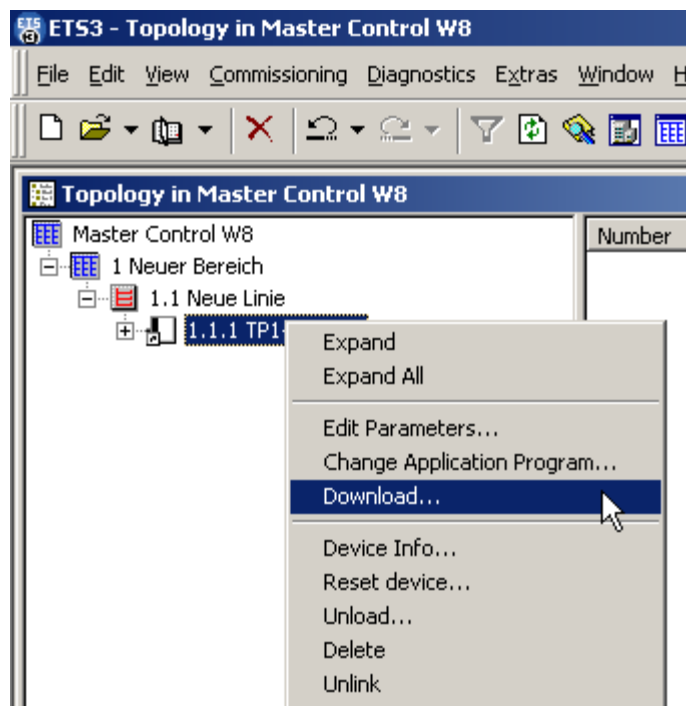 ETS3 - Topology in Master Control W8
File Edit View Commissioning Diagnostics Extras Window H
Topology in Master Control W8
Master Control W8
Number
1 Neuer Bereich
1.1 Neue Linie
1.1.1 TP1
Expand
Expand All
Edit Parameters...
Change Application Program...
Download...
Device Info...
Reset device...
Unload...
Delete
Unlink